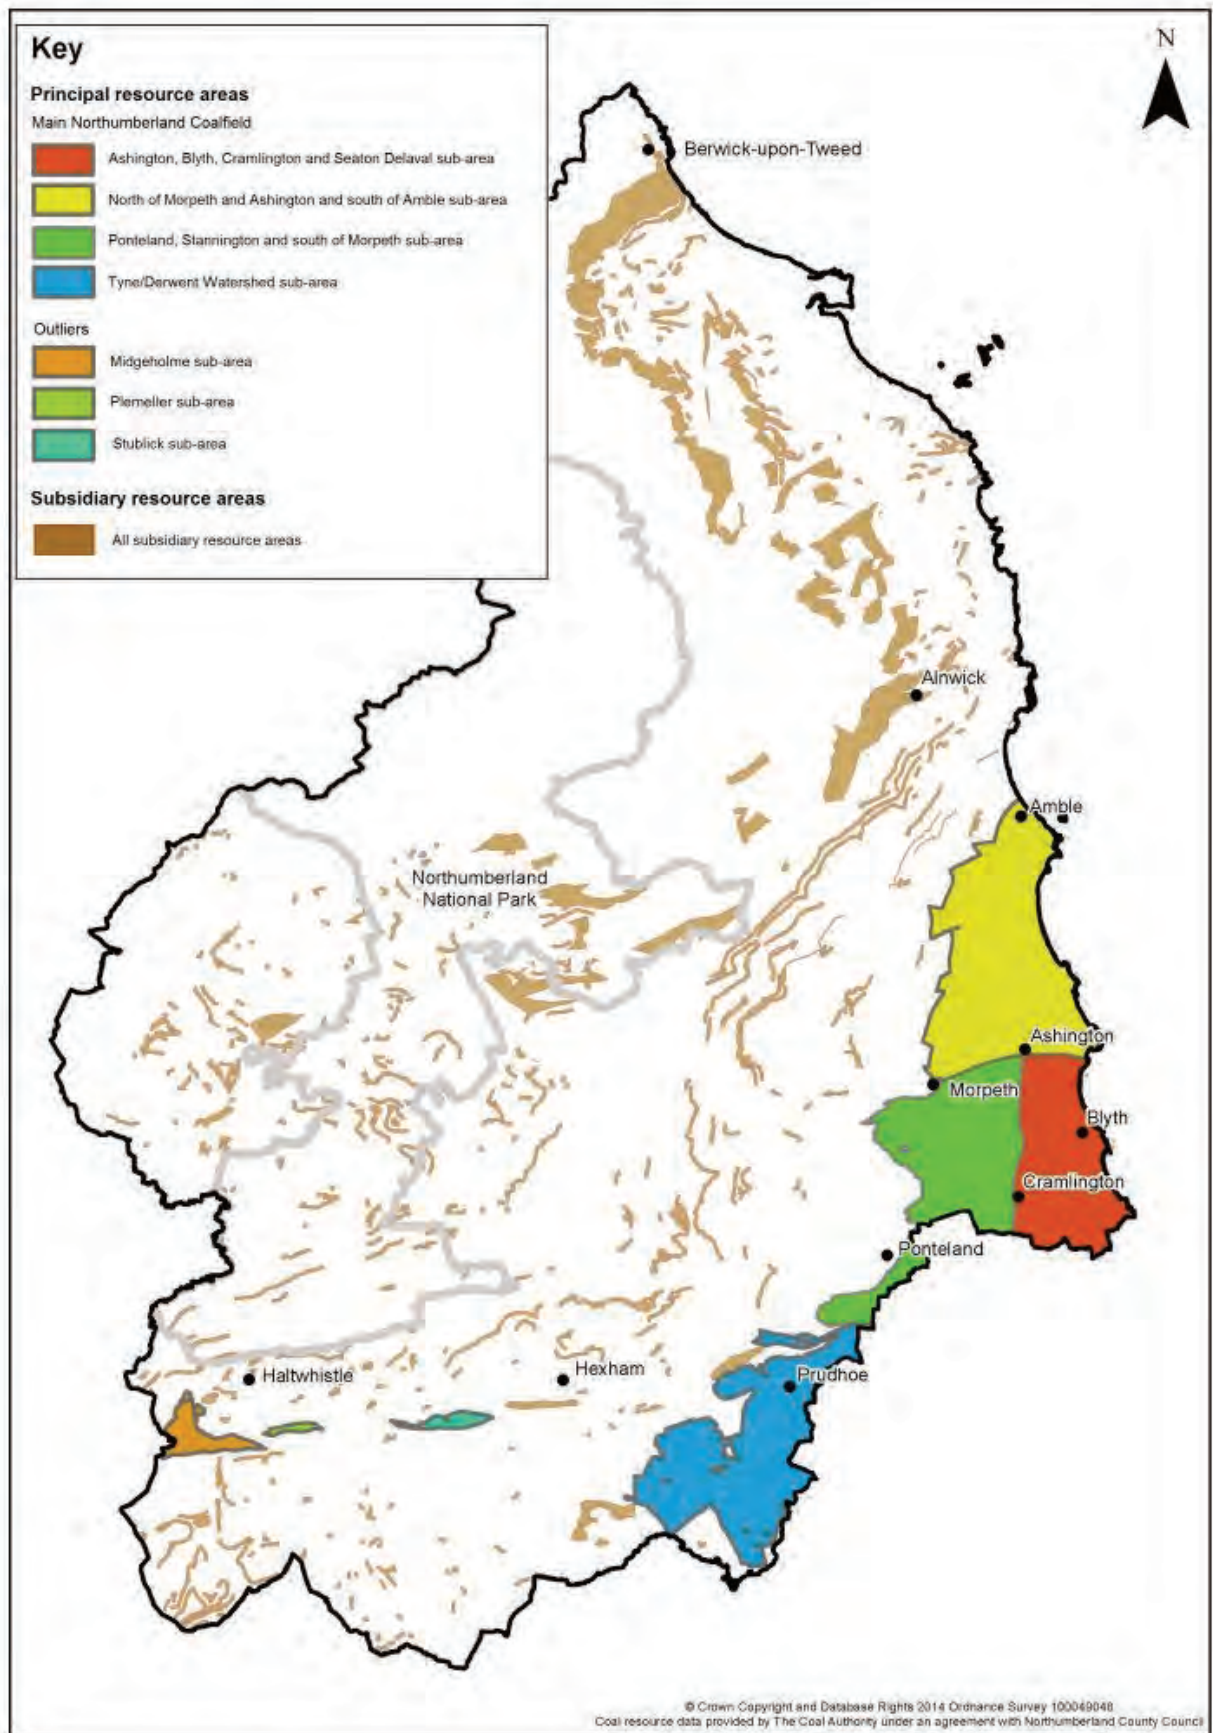 Key
Principal resource areas
Main Northumberland Coalfield
Ashington, Blyth, Cramlington and Seaton Delaval sub-area
North of Morpeth and Ashington and south of Amble sub-area
Ponteland, Stannington and south of Morpeth sub-area
Tyne/Derwent Watershed sub-area
Outliers
Midgeholme sub-area
Plemeller sub-area
Stublick sub-area
Subsidiary resource areas
All subsidiary resource areas
N
Berwick-upon-Tweed
Alnwick
Amble
Northumberland
National Park
Ashington
Morpeth
Blyth
Cramlington
Ponteland
Haltwhistle
Hexham
Prudhoe
© Crown Copyright and Database Rights 2014 Ordnance Survey 100049048
Coal resource data provided by The Coal Authority under an agreement with Northumberland County Council